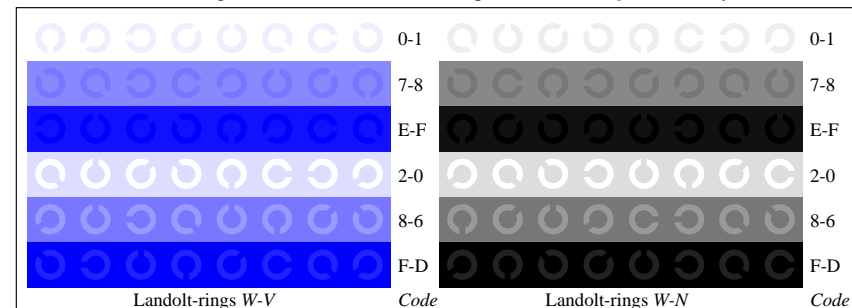 0-1 0-1
7-8 7-8
E-F E-F
2-0 2-0
8-6 8-6
F-D F-D
Landolt-rings W-V Code Landolt-rings W-N Code